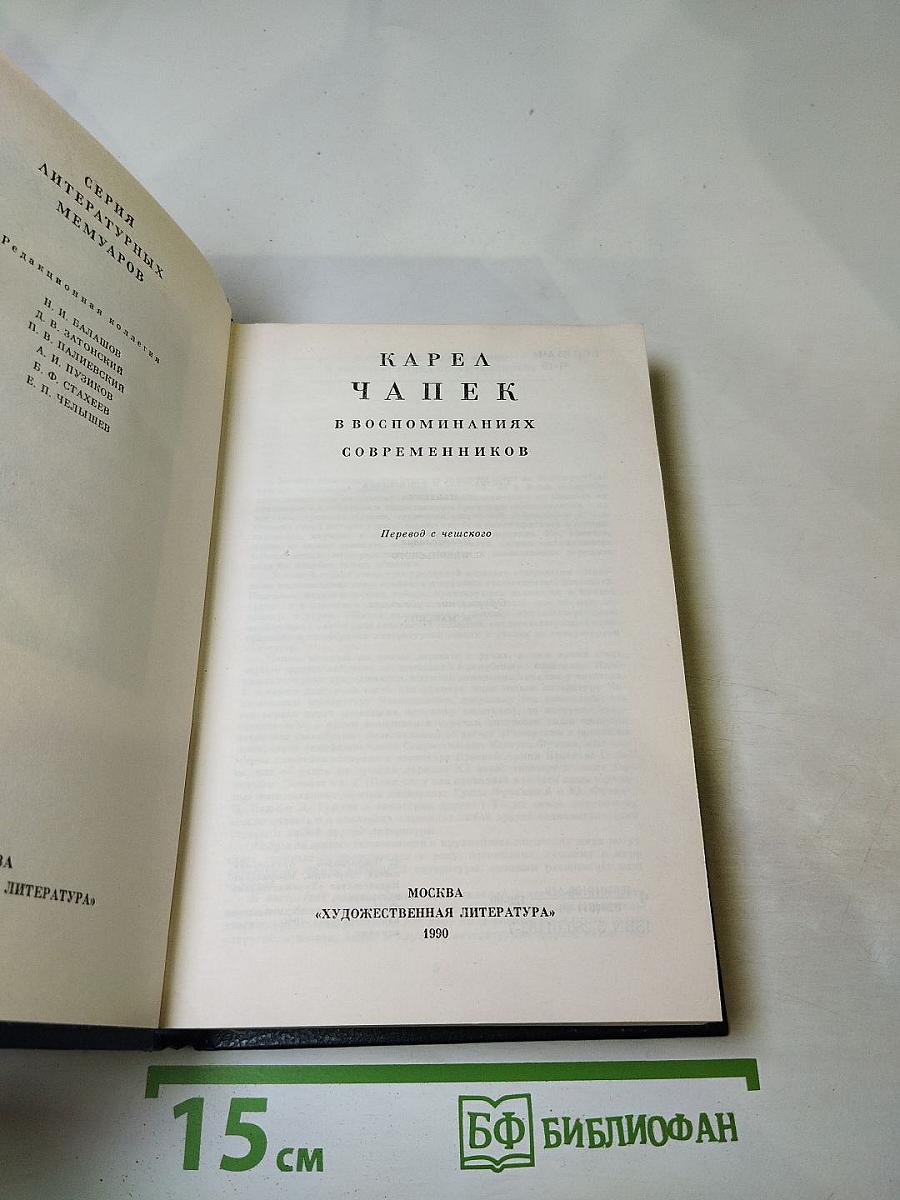 СЕРИЯ
ЛИТЕРАТУРНЫХ
МЕМУАРОВ
Редакционная коллегия
Н. И. БАЛАШОВ
Д. В. ЗАТОНСКИЙ
П. В. ПАЛИЕВСКИЙ
А. И. ПУЗИКОВ
Б. Ф. СТАХЕЕВ
Е. П. ЧЕЛЫШЕВ
ВА
ЛИТЕРАТУРА»
КАРЕЛ
ЧАПЕК
В ВОСПОМИНАНИЯХ
СОВРЕМЕННИКОВ
Перевод с чешского
МОСКВА
«ХУДОЖЕСТВЕННАЯ ЛИТЕРАТУРА»
1990
15 см
БФ БИБЛИОФАН